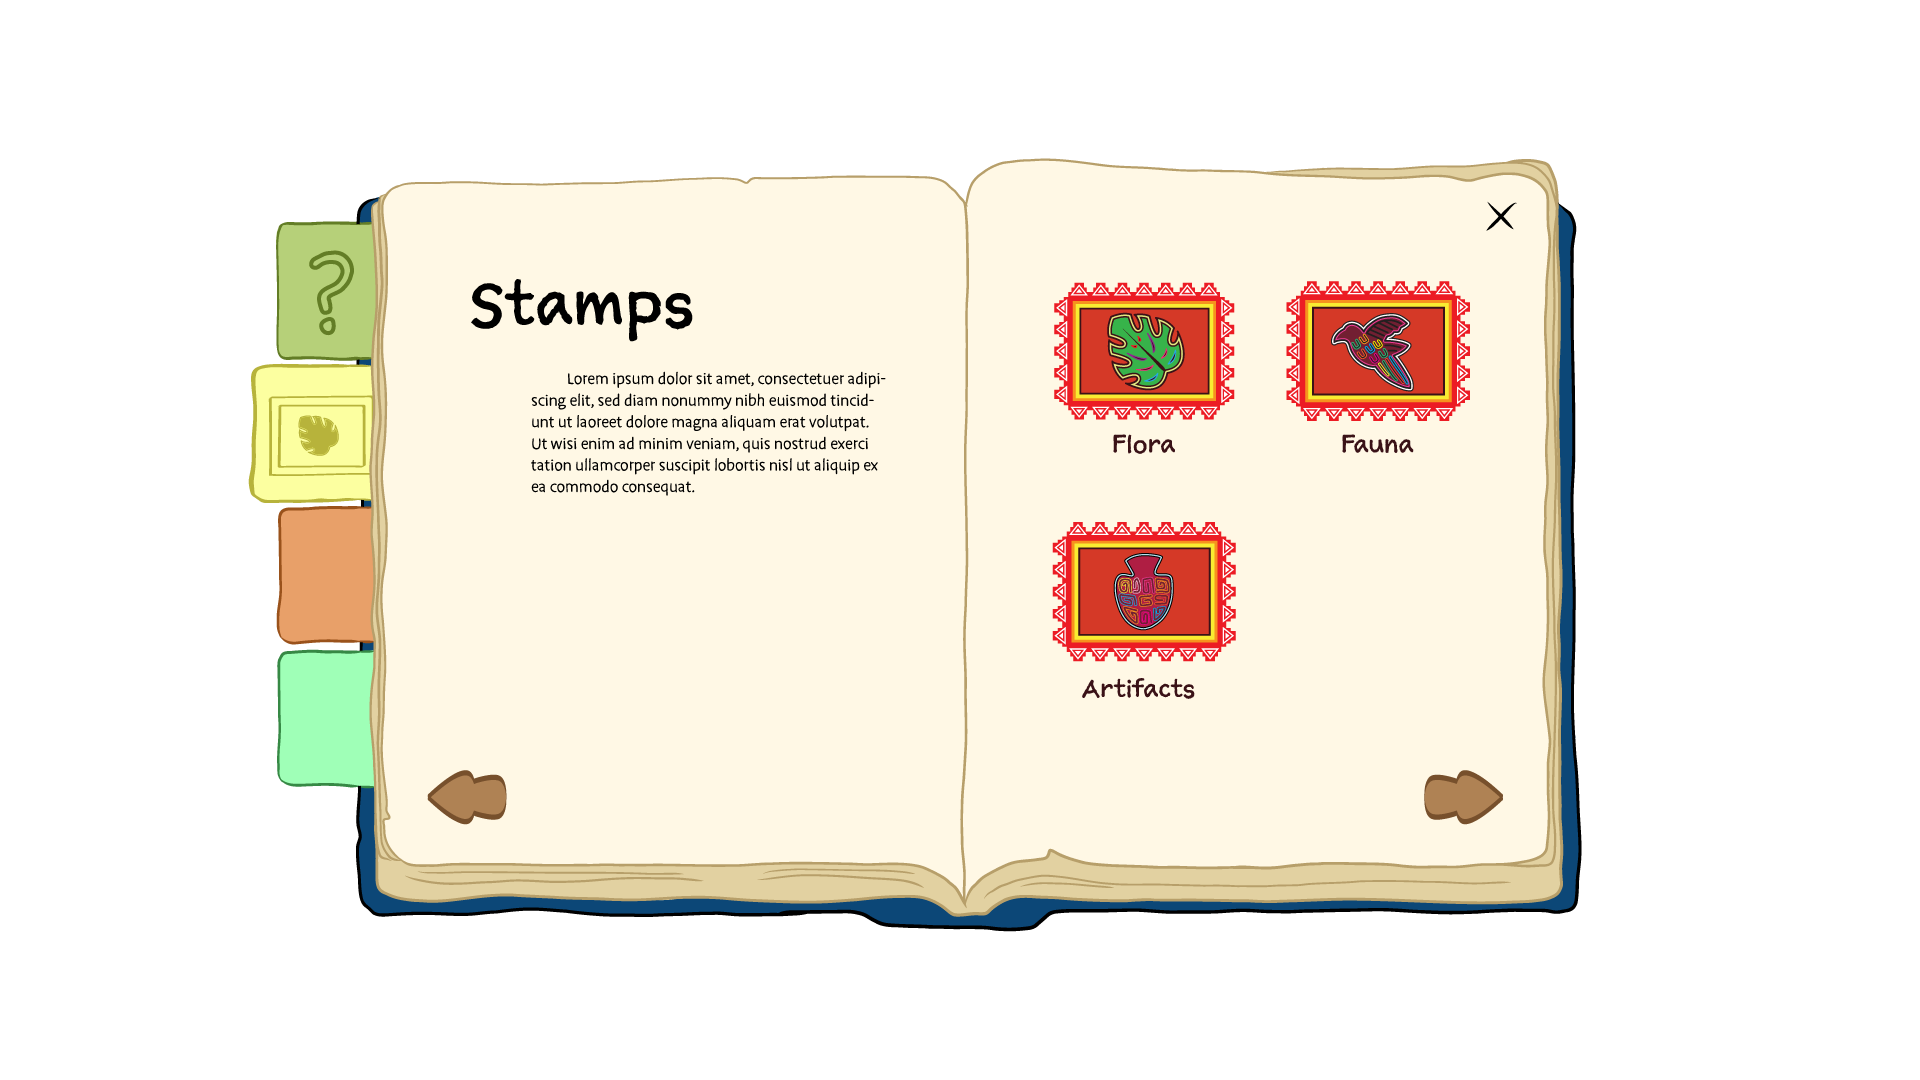 ?
Stamps
Lorem ipsum dolor sit amet, consectetuer adipi-
scing elit, sed diam nonummy nibh euismod tincid-
unt ut laoreet dolore magna aliquam erat volutpat.
Ut wisi enim ad minim veniam, quis nostrud exerci
tation ullamcorper suscipit lobortis nisl ut aliquip ex
ea commodo consequat.
Flora
Fauna
Artifacts